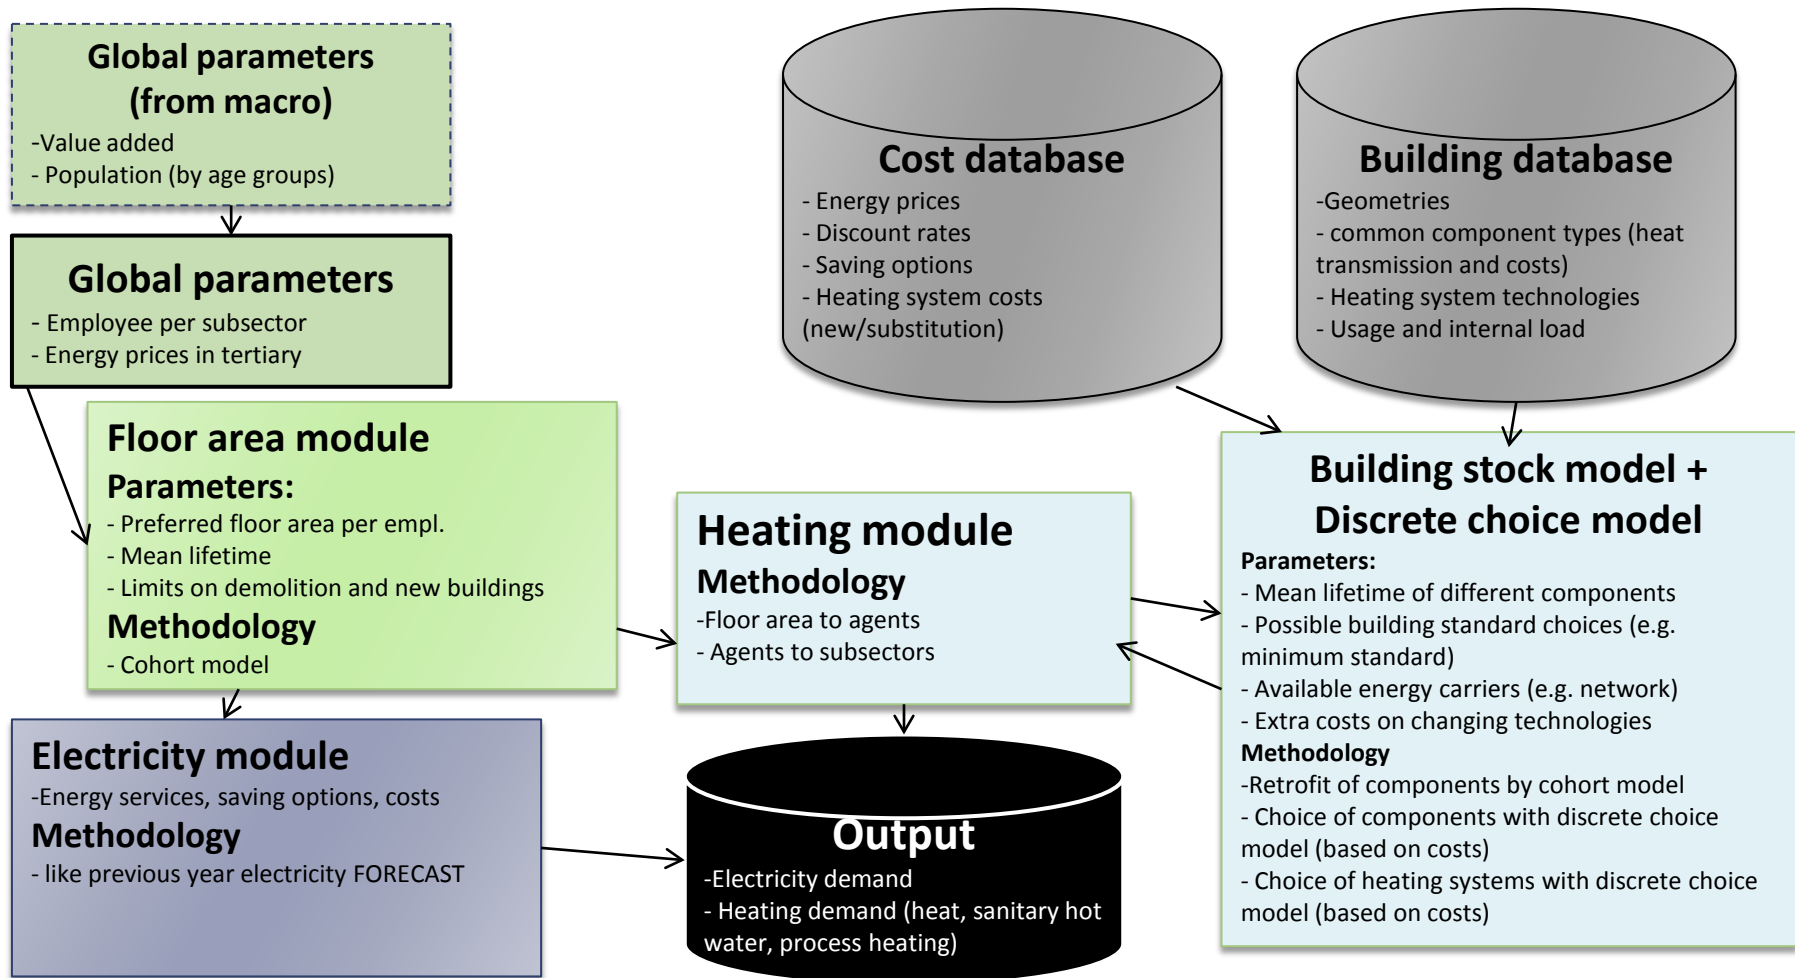 Global parameters
(from macro)
-Value added
- Population (by age groups)
Global parameters
- Employee per subsector
- Energy prices in tertiary
Cost database
- Energy prices
- Discount rates
- Saving options
- Heating system costs
(new/substitution)
Building database
-Geometries
- common component types (heat
transmission and costs)
- Heating system technologies
- Usage and internal load
Floor area module
Parameters:
- Preferred floor area per empl.
- Mean lifetime
- Limits on demolition and new buildings
Methodology
- Cohort model
Heating module
Methodology
-Floor area to agents
- Agents to subsectors
Building stock model +
Discrete choice model
Parameters:
- Mean lifetime of different components
- Possible building standard choices (e.g.
minimum standard)
- Available energy carriers (e.g. network)
- Extra costs on changing technologies
Methodology
-Retrofit of components by cohort model
- Choice of components with discrete choice
model (based on costs)
- Choice of heating systems with discrete choice
model (based on costs)
Electricity module
-Energy services, saving options, costs
Methodology
- like previous year electricity FORECAST
Output
-Electricity demand
- Heating demand (heat, sanitary hot
water, process heating)